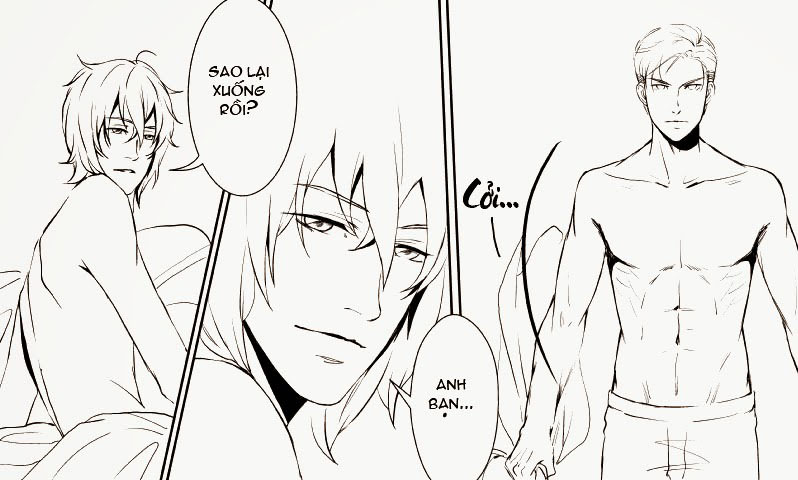 SAO LẠI
XUỐNG
RỒI?
ANH
BẠN...
Cởi...